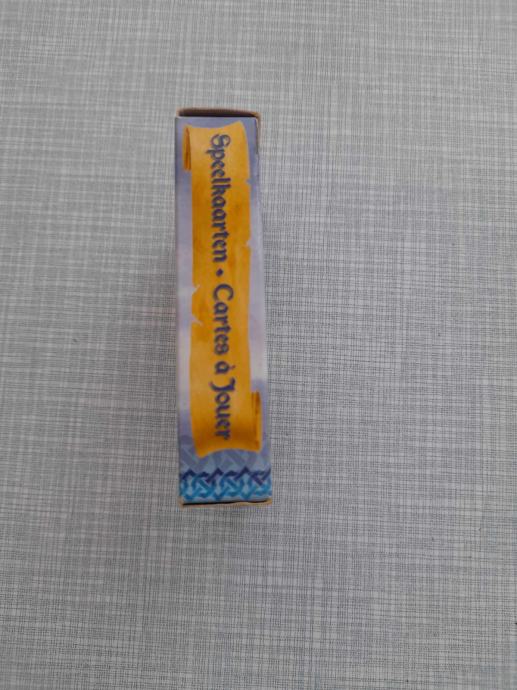 Speelkaarten • Cartes à Jouer